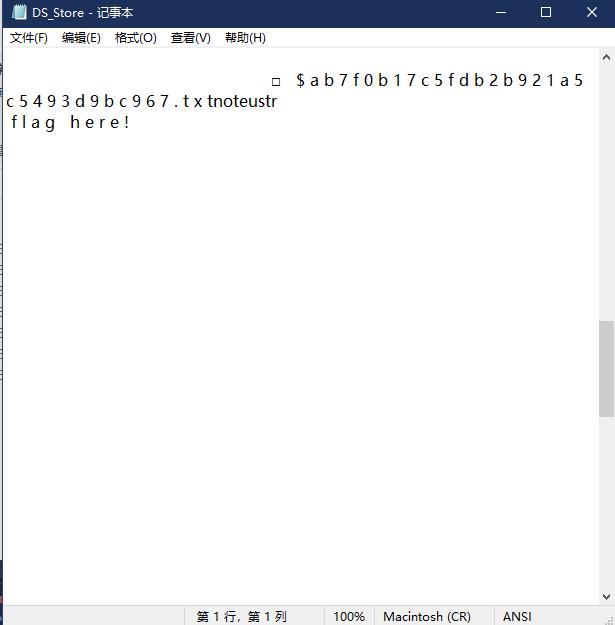 DS_Store - 记事本
文件(F) 编辑(E) 格式(O) 查看(V) 帮助(H)
$ a b 7 f 0 b 1 7 c 5 f d b 2 b 9 2 1 a 5
c 5 4 9 3 d 9 b c 9 6 7 . t x tnoteustr
f l a g   h e r e !
第 1 行，第 1 列 100% Macintosh (CR) ANSI